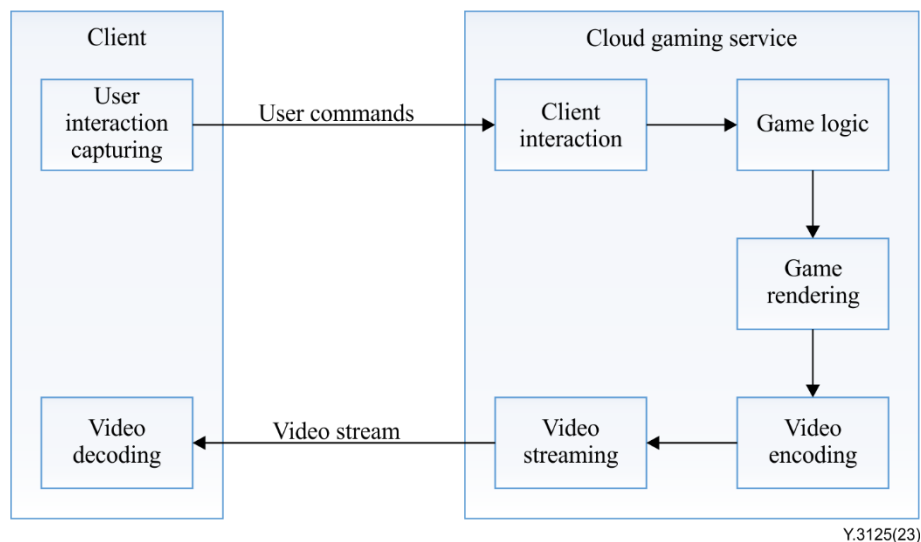 Client
Cloud gaming service
User
interaction
capturing
User commands
Client
interaction
Game logic
Game
rendering
Video
decoding
Video stream
Video
streaming
Video
encoding
Y.3125(23)